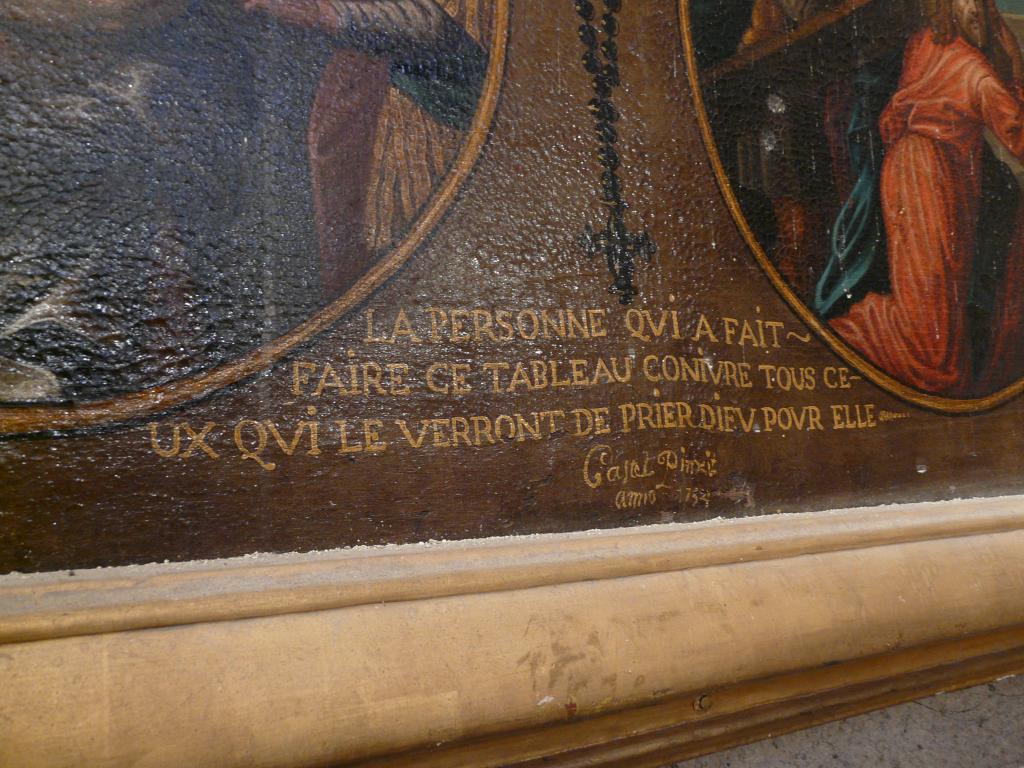 LA PERSONNE QVI A FAIT~
FAIRE CE TABLEAU CONIVRE TOUS CE-
UX QVI LE VERRONT DE PRIER DIEV POVR ELLE
Pinxit
anno